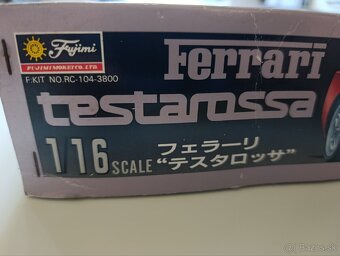 Fujimi
FUJIMI MOKEI CO. LTD.
F:KIT NO.RC-104-3800
Ferrari
testarossa
1/16 SCALE
フェラーリ
“テスタロッサ”